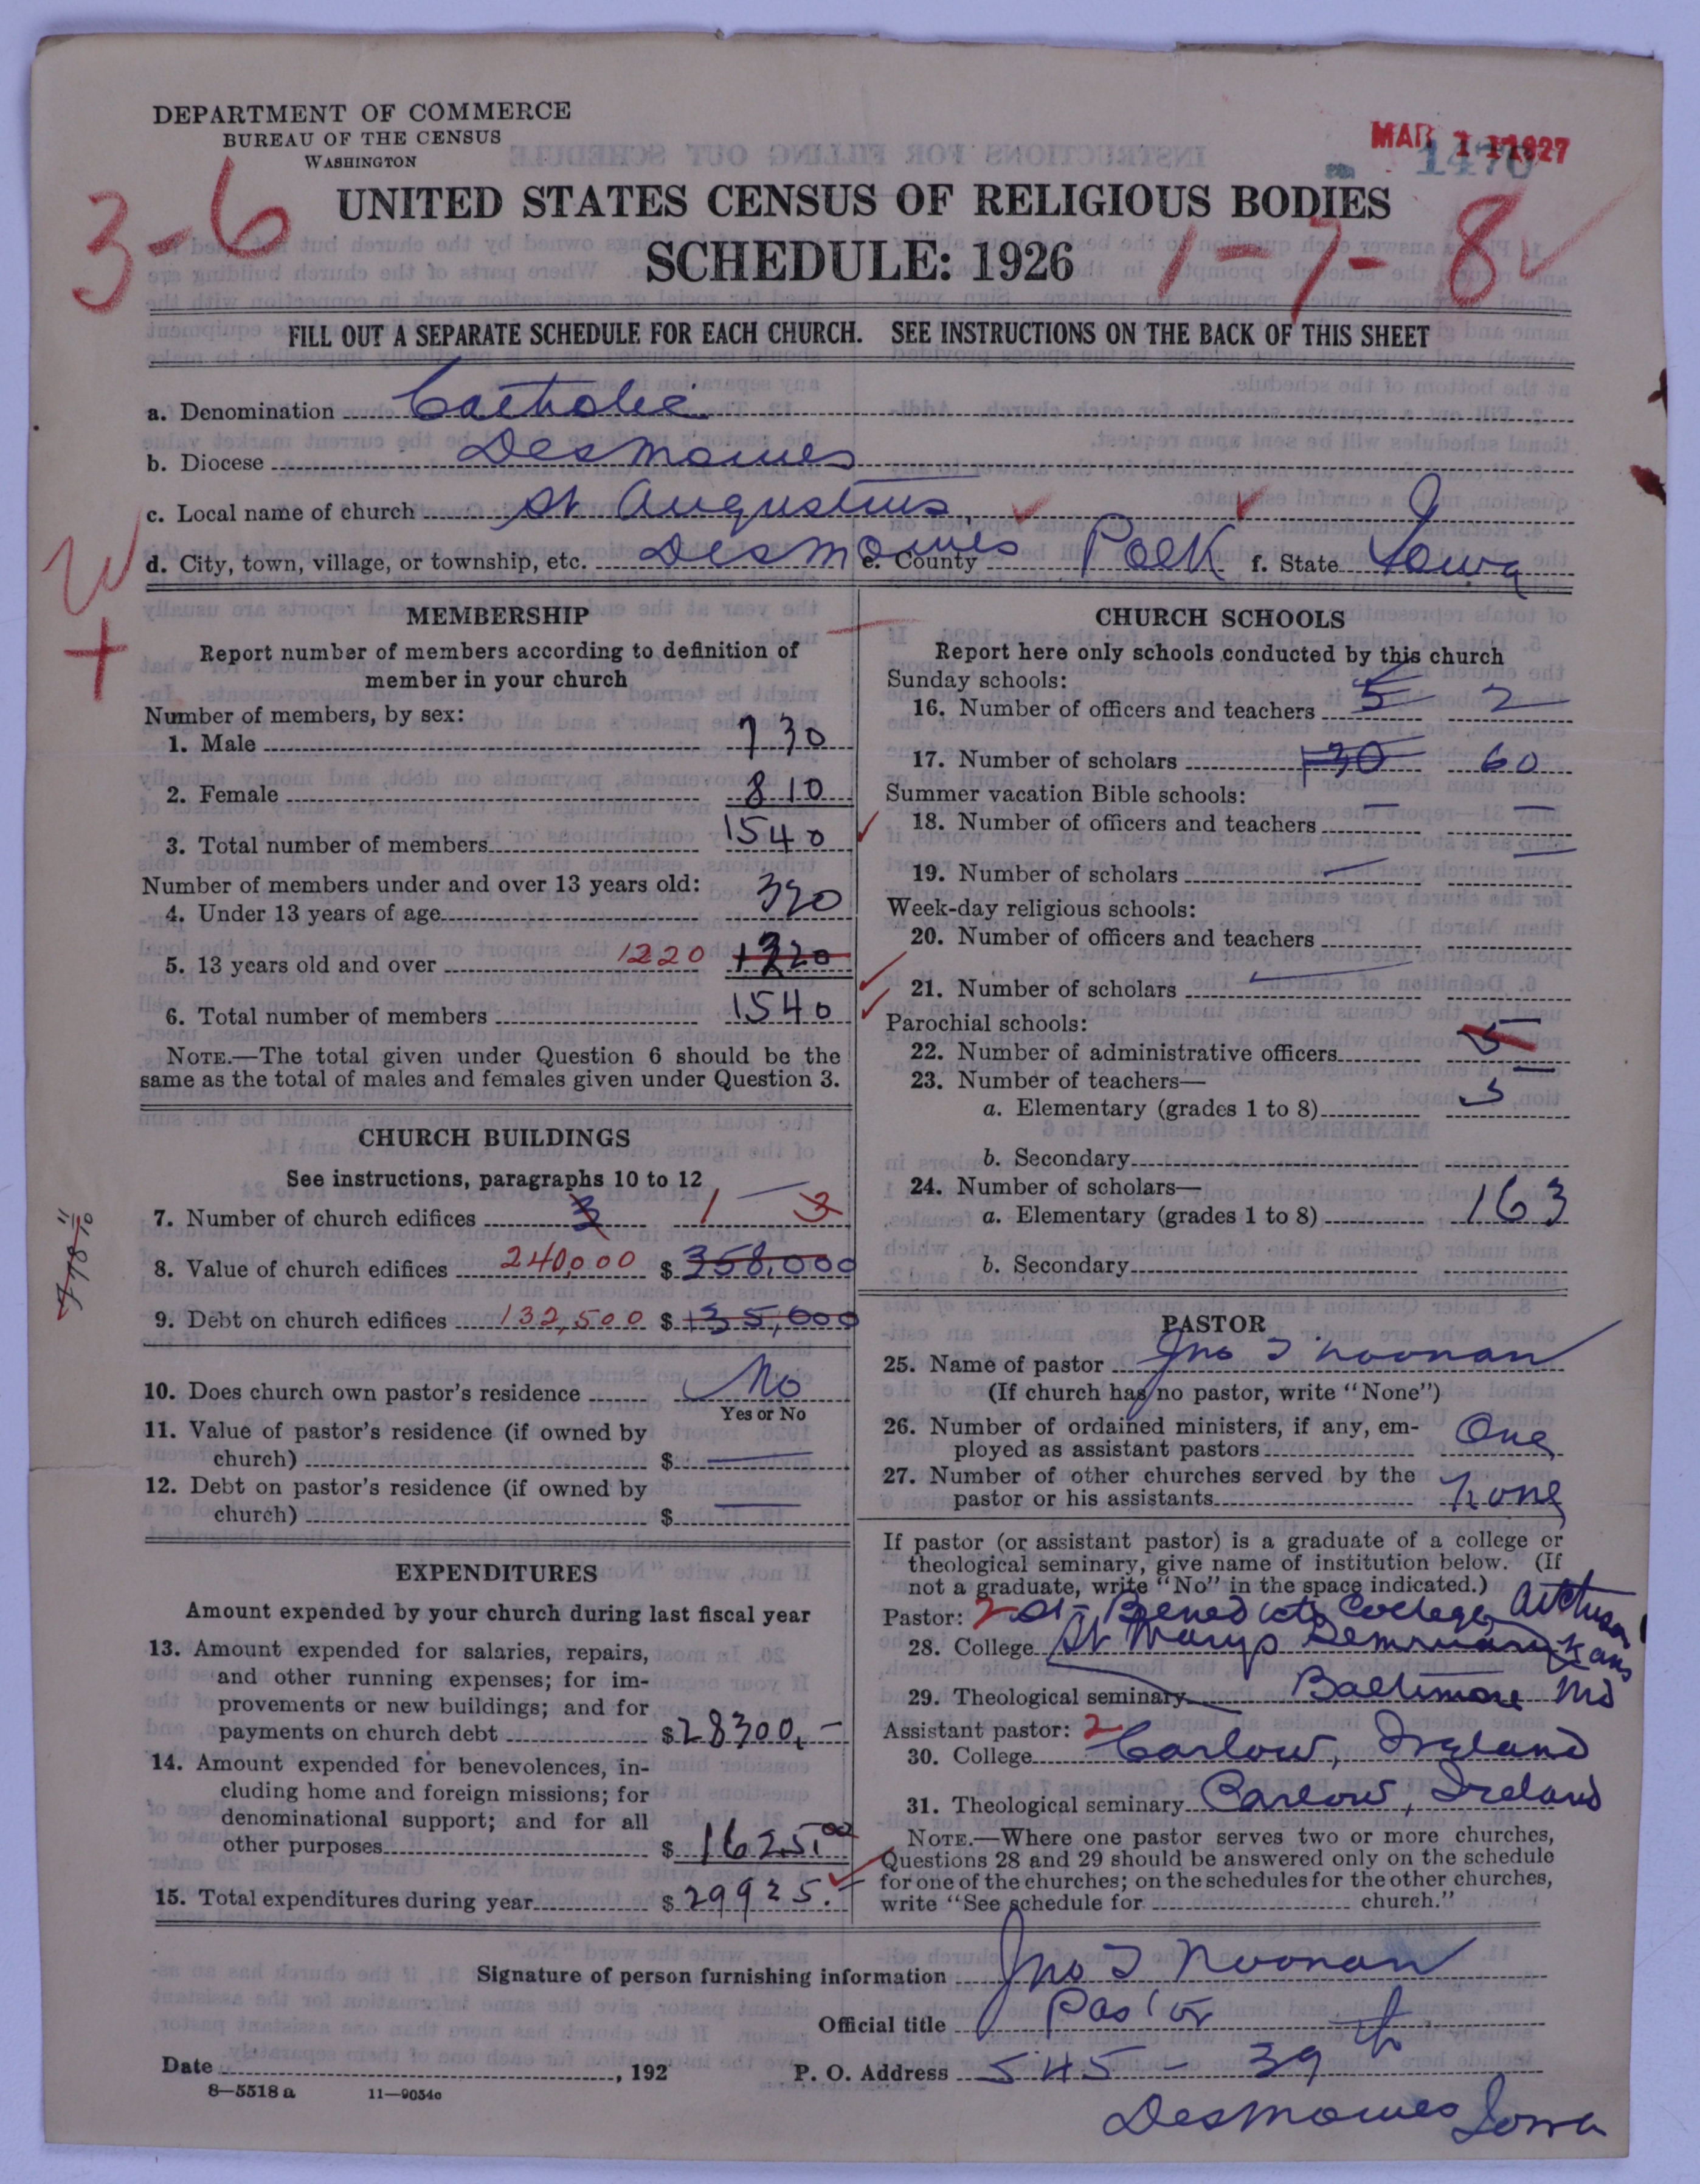 DEPARTMENT OF COMMERCE
BUREAU OF THE CENSUS
WASHINGTON
MAR 11 1927
1470
3-6
UNITED STATES CENSUS OF RELIGIOUS BODIES
SCHEDULE: 1926
1-7-8
FILL OUT A SEPARATE SCHEDULE FOR EACH CHURCH. SEE INSTRUCTIONS ON THE BACK OF THIS SHEET
a. Denomination Catholic
b. Diocese Des Moines
c. Local name of church St Augustins
d. City, town, village, or township, etc. Des Moines e. County Polk f. State Iowa
MEMBERSHIP
Report number of members according to definition of
member in your church
Number of members, by sex:
1. Male 730
2. Female 810
3. Total number of members 1540
Number of members under and over 13 years old:
4. Under 13 years of age 320
5. 13 years old and over 1220 1220
6. Total number of members 1540
NOTE.—The total given under Question 6 should be the
same as the total of males and females given under Question 3.
CHURCH BUILDINGS
See instructions, paragraphs 10 to 12
7. Number of church edifices 3 1 3
8. Value of church edifices 240,000 $ 358,000
9. Debt on church edifices 132,500 $ 135,000
10. Does church own pastor's residence No
Yes or No
11. Value of pastor's residence (if owned by
church) $ —
12. Debt on pastor's residence (if owned by
church) $ —
EXPENDITURES
Amount expended by your church during last fiscal year
13. Amount expended for salaries, repairs,
and other running expenses; for im-
provements or new buildings; and for
payments on church debt $ 28300.—
14. Amount expended for benevolences, in-
cluding home and foreign missions; for
denominational support; and for all
other purposes $ 1625.00
15. Total expenditures during year $ 29925.—
CHURCH SCHOOLS
Report here only schools conducted by this church
Sunday schools:
16. Number of officers and teachers 5 2
17. Number of scholars 130 60
Summer vacation Bible schools:
18. Number of officers and teachers — —
19. Number of scholars — —
Week-day religious schools:
20. Number of officers and teachers
21. Number of scholars —
Parochial schools:
22. Number of administrative officers 5
23. Number of teachers—
a. Elementary (grades 1 to 8) 5
b. Secondary
24. Number of scholars—
a. Elementary (grades 1 to 8) 163
b. Secondary
PASTOR
25. Name of pastor Jno I Noonan
(If church has no pastor, write "None")
26. Number of ordained ministers, if any, em-
ployed as assistant pastors One
27. Number of other churches served by the
pastor or his assistants None
If pastor (or assistant pastor) is a graduate of a college or
theological seminary, give name of institution below. (If
not a graduate, write "No" in the space indicated.)
Pastor: 2 St Benedicts College, Atchison
28. College St Marys Seminary Kans
29. Theological seminary Baltimore Md
Assistant pastor: 2
30. College Carlow, Ireland
31. Theological seminary Carlow, Ireland
NOTE.—Where one pastor serves two or more churches,
Questions 28 and 29 should be answered only on the schedule
for one of the churches; on the schedules for the other churches,
write "See schedule for church."
Signature of person furnishing information Jno I Noonan
Official title Pastor
Date , 192 P. O. Address 545 - 39 th
Des Moines Iowa
8—5518 a 11—9054c